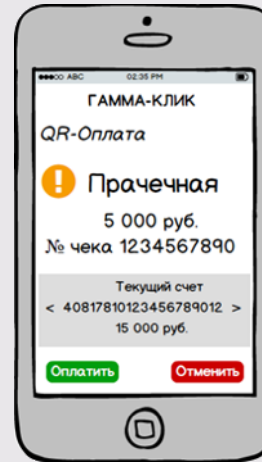 ABC 02:35 PM
ГАММА-КЛИК
QR-Оплата
! Прачечная
5 000 руб.
№ чека 1234567890
Текущий счет
< 40817810123456789012 >
15 000 руб.
Оплатить Отменить